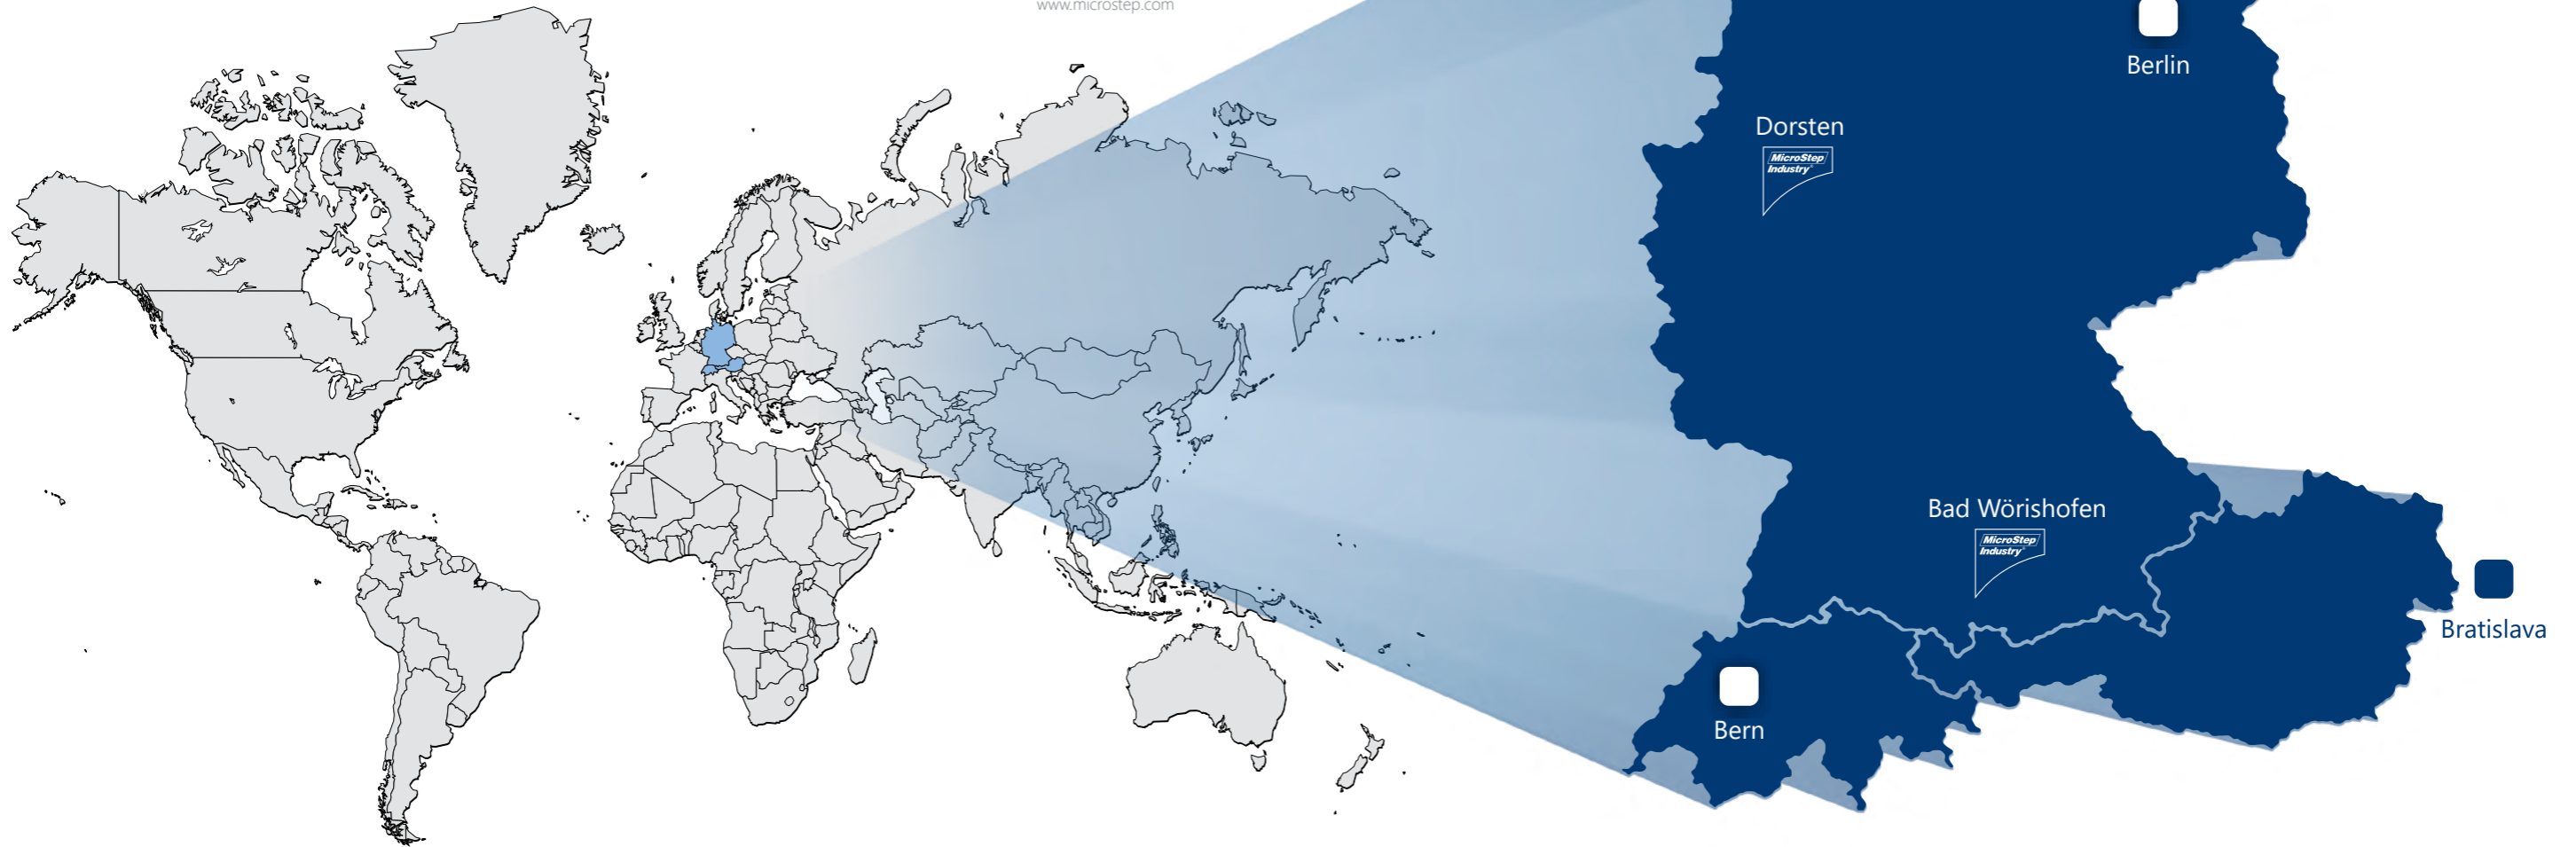 www.microstep.com
Berlin
Dorsten
MicroStep
Industry®
Bad Wörishofen
MicroStep
Industry®
Bratislava
Bern